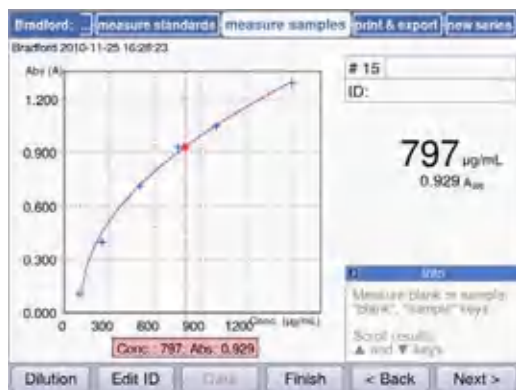 Bradford: ... measure standards measure samples print & export new series
Bradford 2010-11-25 16:28:23
Abs (A)
1.200
0.900
0.600
0.300
0.000
0 300 600 900 1200 Conc. (µg/mL)
Conc.: 797; Abs: 0.929
# 15
ID:
797 µg/mL
0.929 A
Info
Measure blank or sample:
"blank", "sample" keys
Scroll results:
▲ and ▼ keys
Dilution Edit ID Data Finish < Back Next >